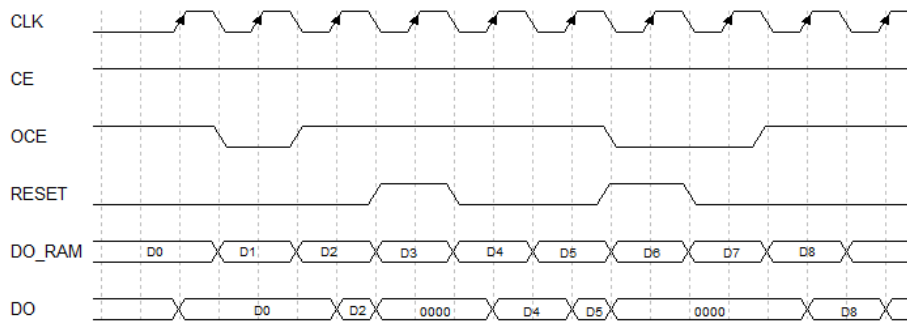 CLK
CE
OCE
RESET
DO_RAM D0 D1 D2 D3 D4 D5 D6 D7 D8
DO D0 D2 0000 D4 D5 0000 D8